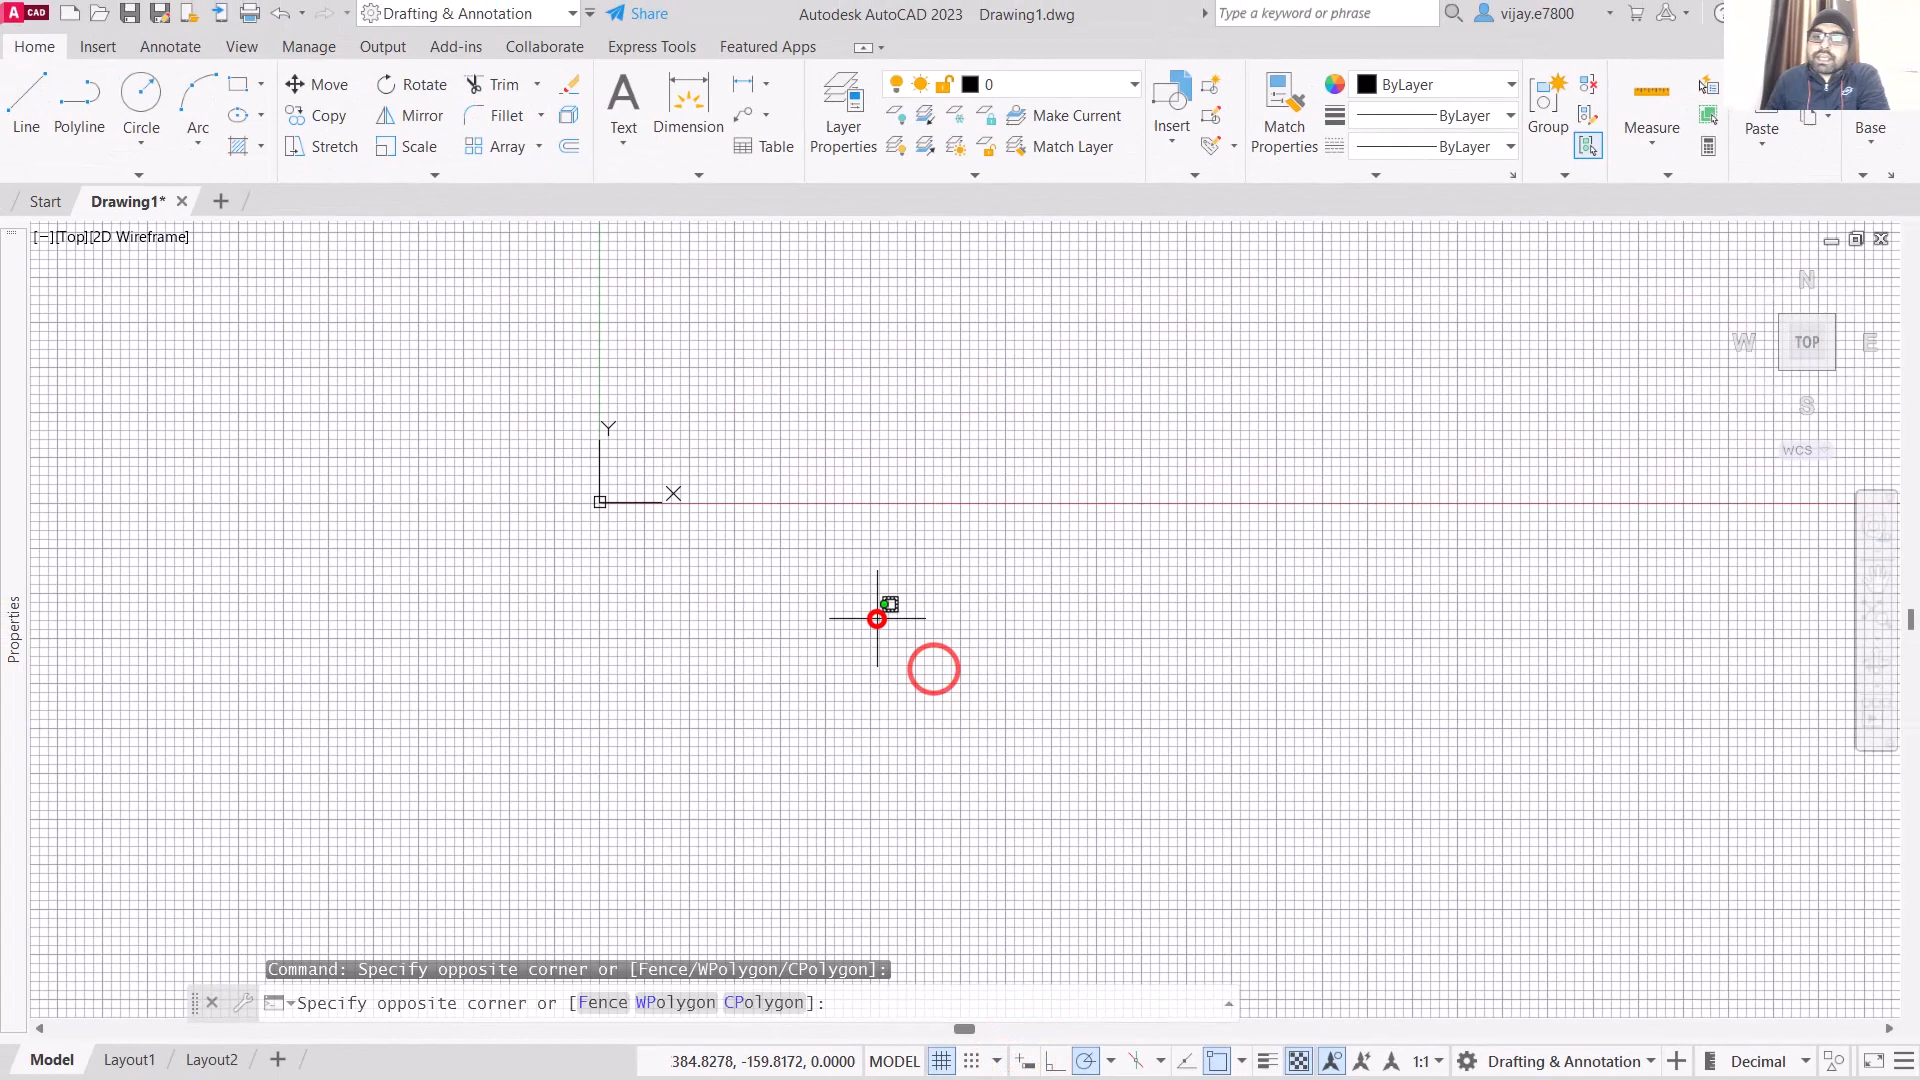 A CAD Drafting & Annotation Share Autodesk AutoCAD 2023 Drawing1.dwg Type a keyword or phrase vijay.e7800
Home Insert Annotate View Manage Output Add-ins Collaborate Express Tools Featured Apps
Line Polyline Circle Arc
Move Rotate Trim
Copy Mirror Fillet
Stretch Scale Array
A Text Dimension Table
Layer Properties
0
Make Current
Match Layer
Insert
Match Properties
ByLayer
ByLayer
ByLayer
Group
Measure
Paste
Base
Start Drawing1*
[−][Top][2D Wireframe]
N
W TOP E
S
WCS
Y
X
Properties
Command: Specify opposite corner or [Fence/WPolygon/CPolygon]:
Specify opposite corner or [Fence WPolygon CPolygon]:
Model Layout1 Layout2
384.8278, -159.8172, 0.0000 MODEL 1:1 Drafting & Annotation Decimal